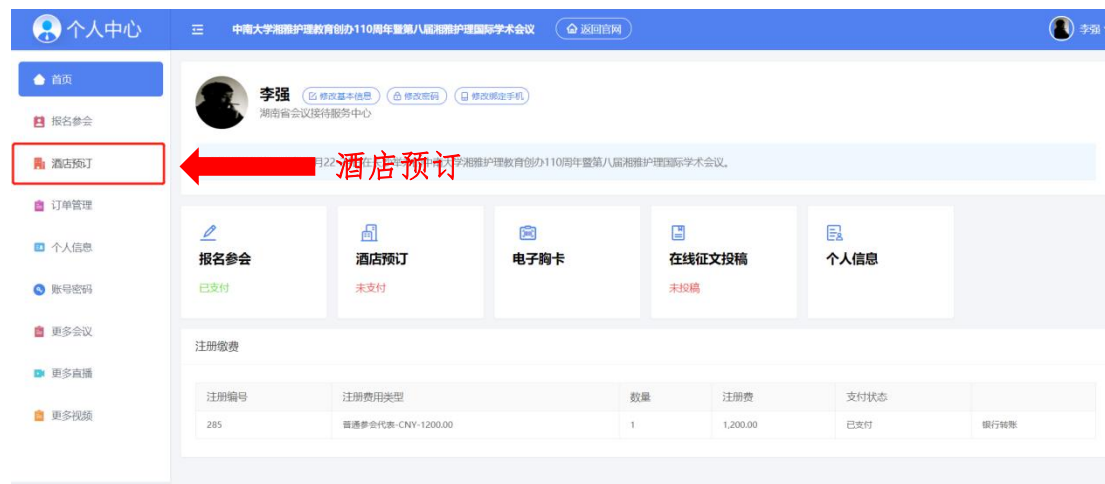 个人中心
中南大学湘雅护理教育创办110周年暨第八届湘雅护理国际学术会议
返回官网
李强
首页
报名参会
酒店预订
订单管理
个人信息
账号密码
更多会议
更多直播
更多视频
李强 修改基本信息 修改密码 修改绑定手机
湖南省会议接待服务中心
月22 中南大学湘雅护理教育创办110周年暨第八届湘雅护理国际学术会议。
酒店预订
报名参会 酒店预订 电子胸卡 在线征文投稿 个人信息
已支付 未支付 未投稿
注册缴费
注册编号 注册费用类型 数量 注册费 支付状态
285 普通参会代表-CNY-1200.00 1 1,200.00 已支付 银行转账